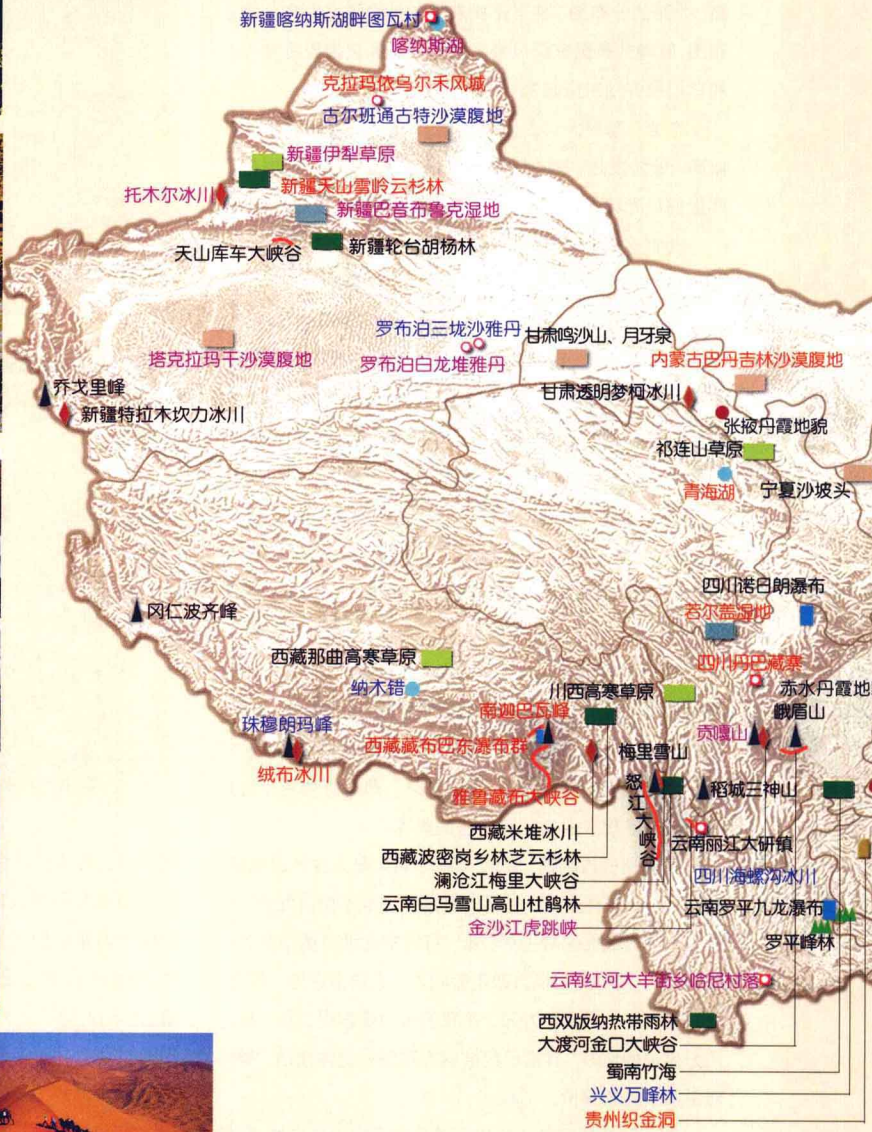 新疆喀纳斯湖畔图瓦村
喀纳斯湖
克拉玛依乌尔禾风城
古尔班通古特沙漠腹地
新疆伊犁草原
新疆天山雪岭云杉林
托木尔冰川
新疆巴音布鲁克湿地
天山库车大峡谷
新疆轮台胡杨林
罗布泊三垅沙雅丹
甘肃鸣沙山、月牙泉
塔克拉玛干沙漠腹地
罗布泊白龙堆雅丹
内蒙古巴丹吉林沙漠腹地
乔戈里峰
甘肃透明梦柯冰川
新疆特拉木坎力冰川
张掖丹霞地貌
祁连山草原
青海湖
宁夏沙坡头
四川诺日朗瀑布
冈仁波齐峰
若尔盖湿地
西藏那曲高寒草原
四川丹巴藏寨
纳木错
川西高寒草原
赤水丹霞地
南迦巴瓦峰
峨眉山
珠穆朗玛峰
贡嘎山
西藏藏布巴东瀑布群
梅里雪山
绒布冰川
怒江大峡谷
稻城三神山
雅鲁藏布大峡谷
西藏米堆冰川
云南丽江大研镇
西藏波密岗乡林芝云杉林
澜沧江梅里大峡谷
四川海螺沟冰川
云南白马雪山高山杜鹃林
云南罗平九龙瀑布
金沙江虎跳峡
罗平峰林
云南红河大羊街乡哈尼村落
西双版纳热带雨林
大渡河金口大峡谷
蜀南竹海
兴义万峰林
贵州织金洞